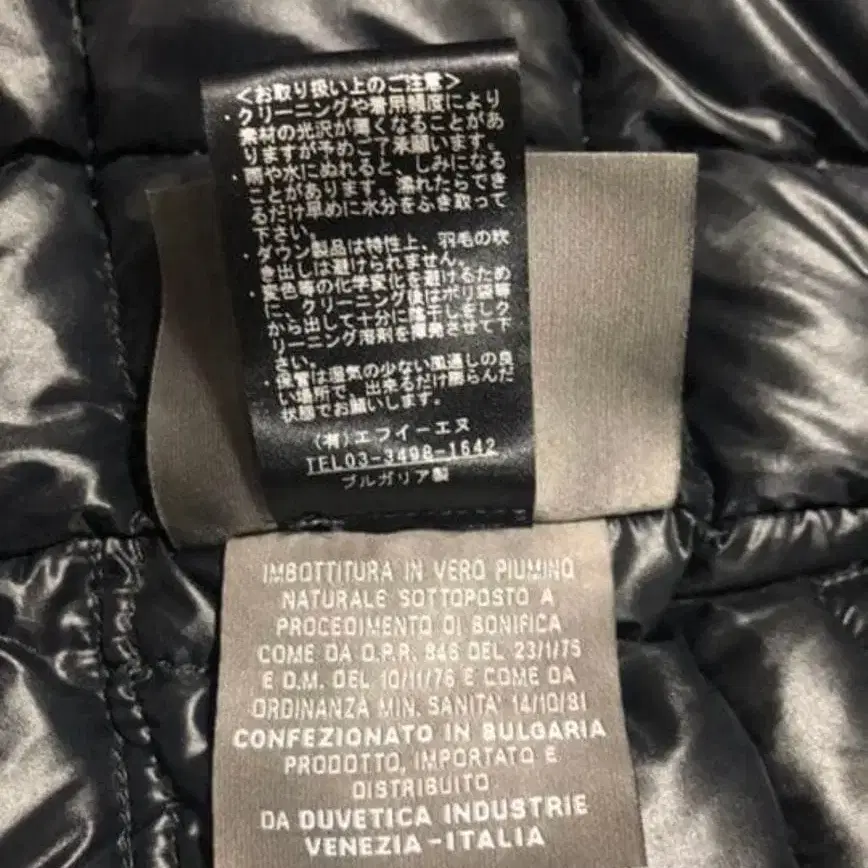 <お取り扱い上のご注意>
・クリーニングや着用頻度により
素材の光沢が薄くなることがあ
りますが予めご了承願います。
・雨や水にぬれると、しみになる
ことがあります。濡れたらでき
るだけ早めに水分をふき取って
下さい。
・ダウン製品は特性上、羽毛の吹
き出しは避けられません。
・変色等の化学変化を避けるため
に、クリーニング後はポリ袋等
から出して十分に陰干しをしク
リーニング溶剤を揮発させて下
さい。
・保管は湿気の少ない風通しの良
い場所で、出来るだけ膨らんだ
状態でお願いします。
(有)エフイーエヌ
TEL03-3498-1642
ブルガリア製
IMBOTTITURA IN VERO PIUMINO
NATURALE SOTTOPOSTO A
PROCEDIMENTO DI BONIFICA
COME DA D.P.R. 846 DEL 23/1/75
E D.M. DEL 10/11/76 E COME DA
ORDINANZA MIN. SANITA' 14/10/81
CONFEZIONATO IN BULGARIA
PRODOTTO, IMPORTATO E
DISTRIBUITO
DA DUVETICA INDUSTRIE
VENEZIA-ITALIA